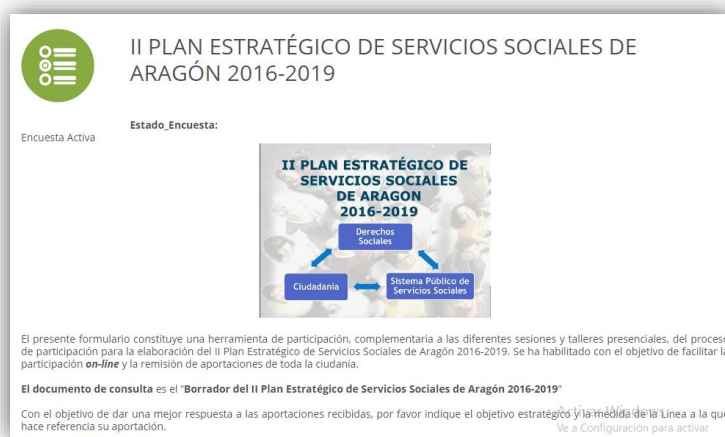 II PLAN ESTRATÉGICO DE SERVICIOS SOCIALES DE
ARAGÓN 2016-2019
Encuesta Activa
Estado_Encuesta:
II PLAN ESTRATÉGICO DE
SERVICIOS SOCIALES
DE ARAGON
2016-2019
Derechos
Sociales
Ciudadanía
Sistema Público de
Servicios Sociales
El presente formulario constituye una herramienta de participación, complementaria a las diferentes sesiones y talleres presenciales, del proceso
de participación para la elaboración del II Plan Estratégico de Servicios Sociales de Aragón 2016-2019. Se ha habilitado con el objetivo de facilitar la
participación on-line y la remisión de aportaciones de toda la ciudanía.
El documento de consulta es el "Borrador del II Plan Estratégico de Servicios Sociales de Aragón 2016-2019"
Con el objetivo de dar una mejor respuesta a las aportaciones recibidas, por favor indique el objetivo estratégico y la medida de la Línea a la que
hace referencia su aportación.
Activar Windows
Ve a Configuración para activar